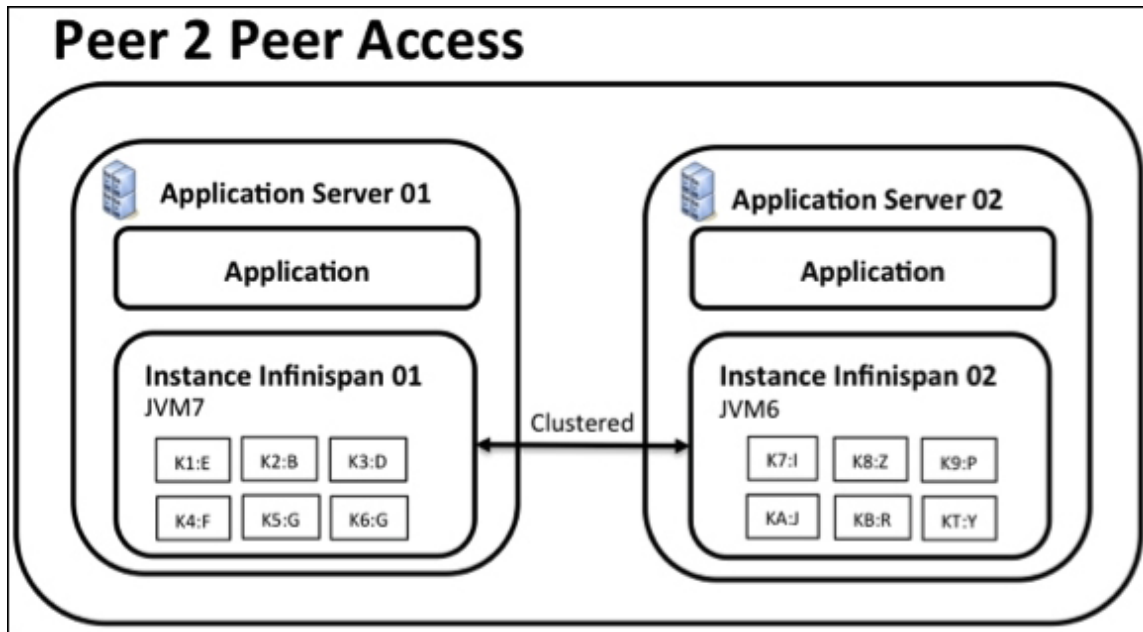 Peer 2 Peer Access
Application Server 01
Application
Instance Infinispan 01
JVM7
K1:E K2:B K3:D
K4:F K5:G K6:G
Clustered
Application Server 02
Application
Instance Infinispan 02
JVM6
K7:I K8:Z K9:P
KA:J KB:R KT:Y